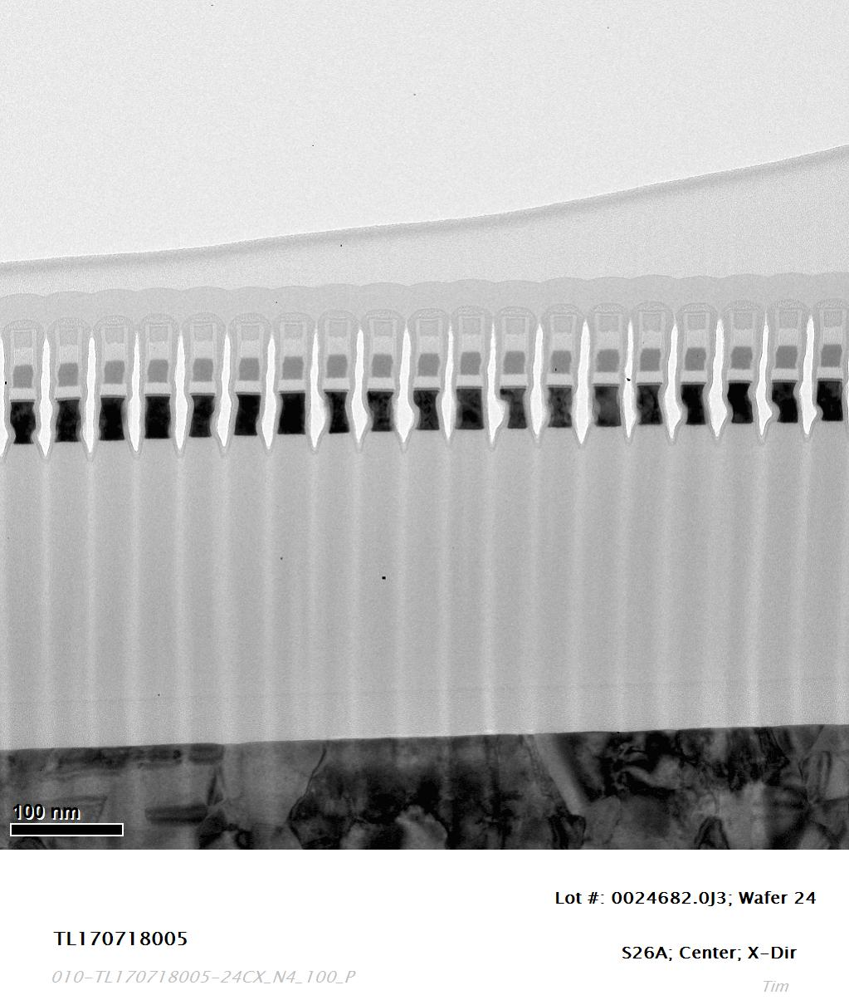 100 nm
Lot #: 0024682.0J3; Wafer 24
TL170718005
S26A; Center; X-Dir
010-TL170718005-24CX_N4_100_P
Tim